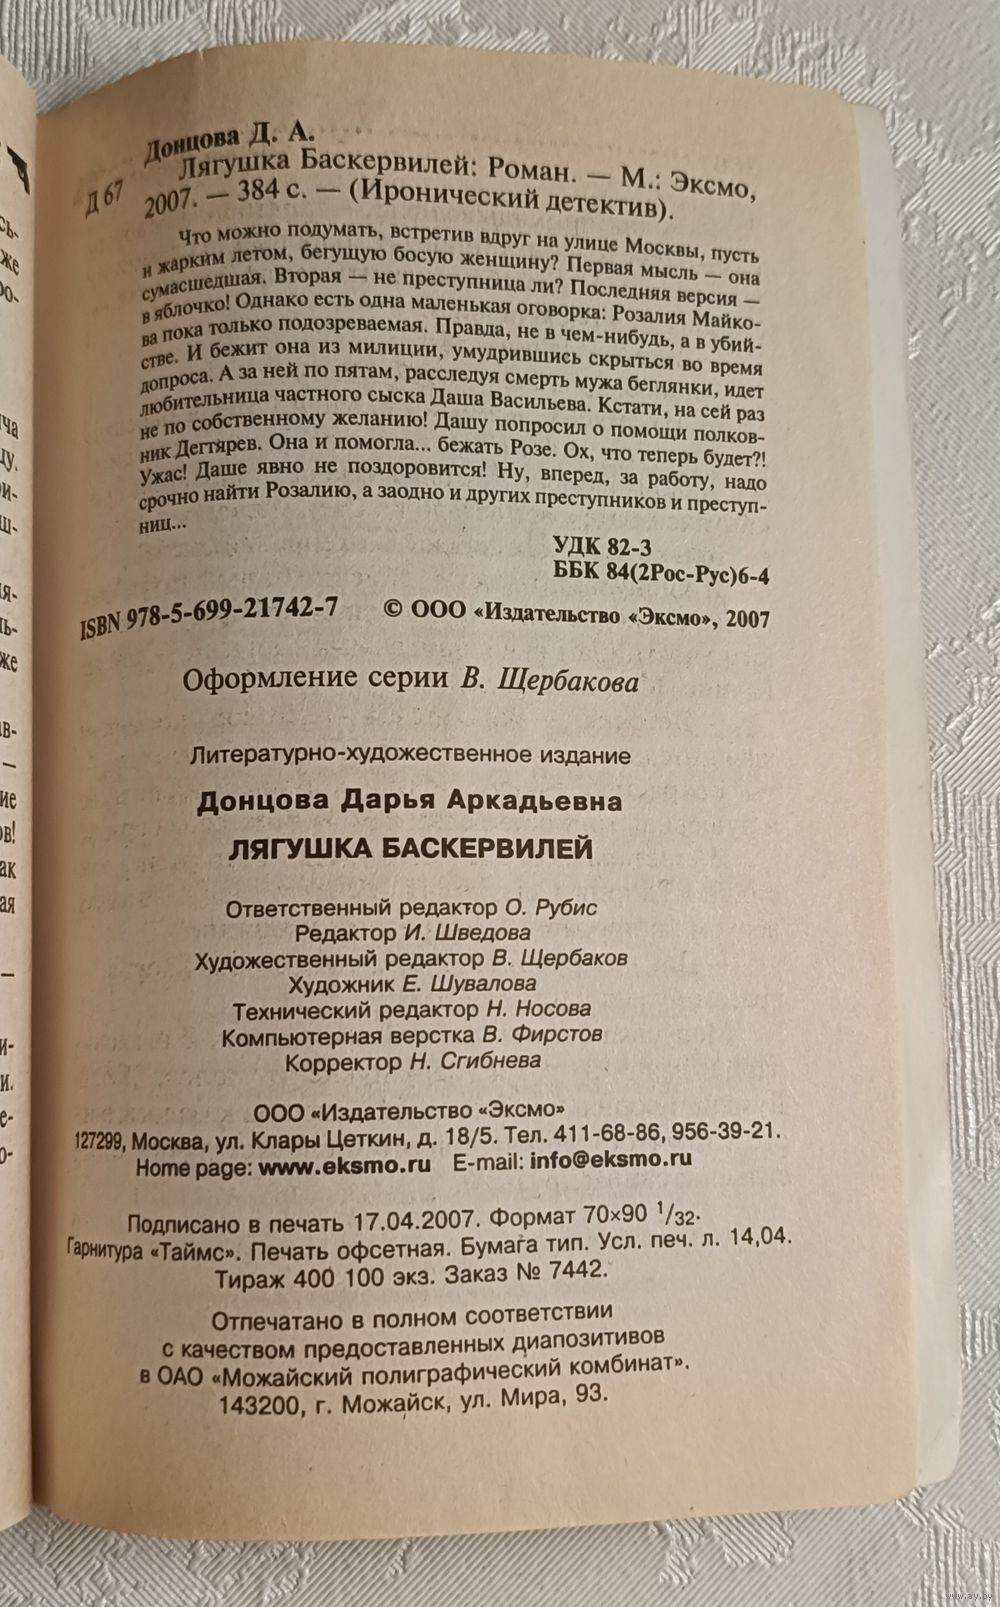 Донцова Д. А.
Д 67
Лягушка Баскервилей: Роман. — М.: Эксмо,
2007. — 384 с. — (Иронический детектив).
Что можно подумать, встретив вдруг на улице Москвы, пусть
и жарким летом, бегущую босую женщину? Первая мысль — она
сумасшедшая. Вторая — не преступница ли? Последняя версия —
в яблочко! Однако есть одна маленькая оговорка: Розалия Майко-
ва пока только подозреваемая. Правда, не в чем-нибудь, а в убий-
стве. И бежит она из милиции, умудрившись скрыться во время
допроса. А за ней по пятам, расследуя смерть мужа беглянки, идет
любительница частного сыска Даша Васильева. Кстати, на сей раз
не по собственному желанию! Дашу попросил о помощи полков-
ник Дегтярев. Она и помогла... бежать Розе. Ох, что теперь будет?!
Ужас! Даше явно не поздоровится! Ну, вперед, за работу, надо
срочно найти Розалию, а заодно и других преступников и преступ-
ниц...
УДК 82-3
ББК 84(2Рос-Рус)6-4
ISBN 978-5-699-21742-7 © ООО «Издательство «Эксмо», 2007
Оформление серии В. Щербакова
Литературно-художественное издание
Донцова Дарья Аркадьевна
ЛЯГУШКА БАСКЕРВИЛЕЙ
Ответственный редактор О. Рубис
Редактор И. Шведова
Художественный редактор В. Щербаков
Художник Е. Шувалова
Технический редактор Н. Носова
Компьютерная верстка В. Фирстов
Корректор Н. Сгибнева
ООО «Издательство «Эксмо»
127299, Москва, ул. Клары Цеткин, д. 18/5. Тел. 411-68-86, 956-39-21.
Home page: www.eksmo.ru E-mail: info@eksmo.ru
Подписано в печать 17.04.2007. Формат 70×90 1/32.
Гарнитура «Таймс». Печать офсетная. Бумага тип. Усл. печ. л. 14,04.
Тираж 400 100 экз. Заказ № 7442.
Отпечатано в полном соответствии
с качеством предоставленных диапозитивов
в ОАО «Можайский полиграфический комбинат».
143200, г. Можайск, ул. Мира, 93.
www.ay.by